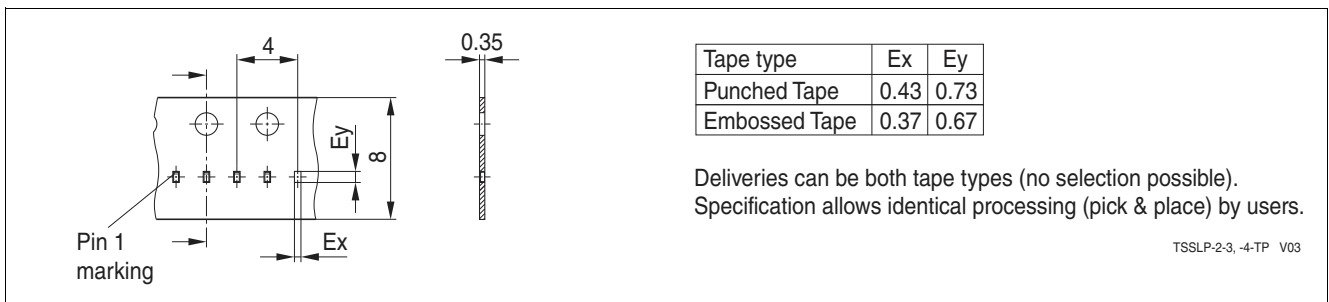 4
0.35
Ey
8
Pin 1
marking
Ex
Tape type Ex Ey
Punched Tape 0.43 0.73
Embossed Tape 0.37 0.67
Deliveries can be both tape types (no selection possible).
Specification allows identical processing (pick & place) by users.
TSSLP-2-3, -4-TP V03